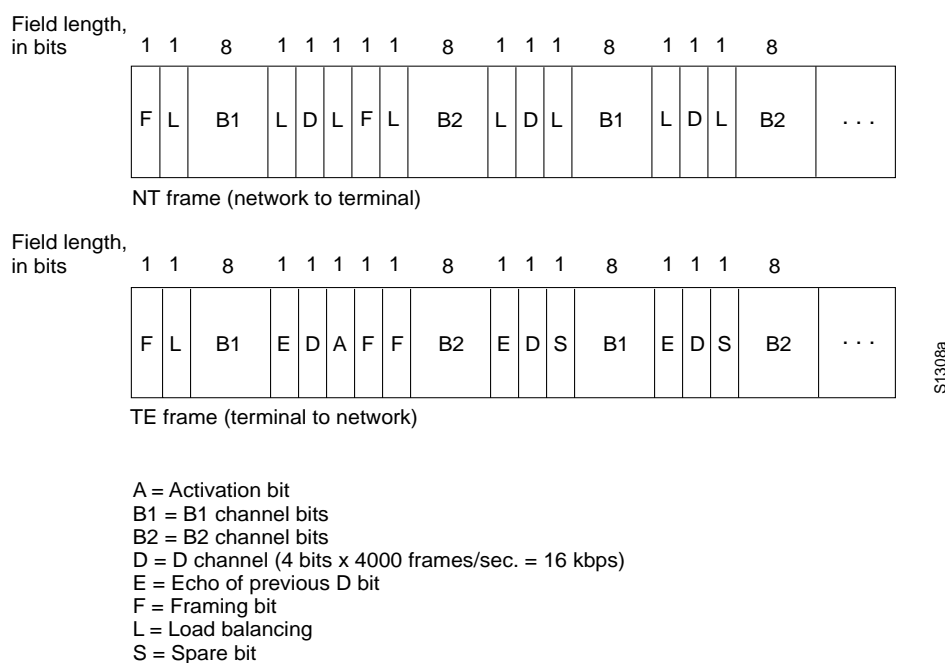 Field length,
in bits 1 1 8 1 1 1 1 1 8 1 1 1 8 1 1 1 8
F L B1 L D L F L B2 L D L B1 L D L B2 . . .
NT frame (network to terminal)
Field length,
in bits 1 1 8 1 1 1 1 1 8 1 1 1 8 1 1 1 8
F L B1 E D A F F B2 E D S B1 E D S B2 . . .
S1308a
TE frame (terminal to network)
A = Activation bit
B1 = B1 channel bits
B2 = B2 channel bits
D = D channel (4 bits x 4000 frames/sec. = 16 kbps)
E = Echo of previous D bit
F = Framing bit
L = Load balancing
S = Spare bit